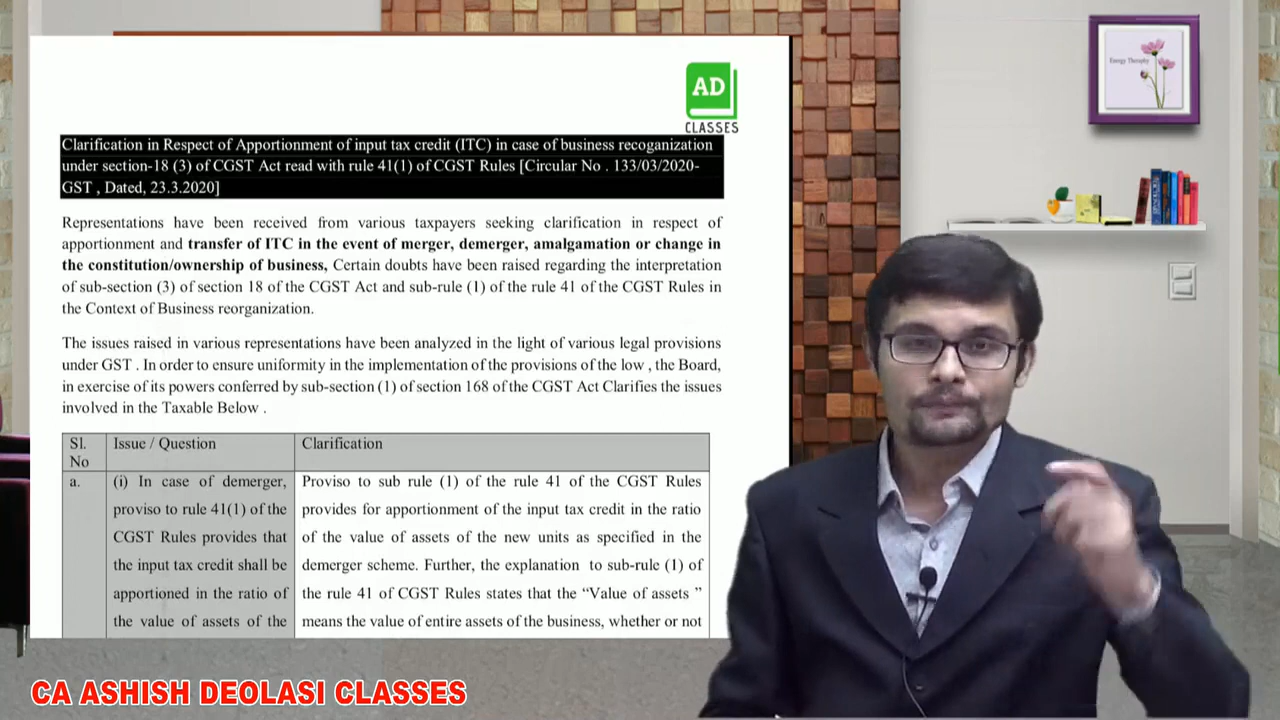 AD
CLASSES
Energy Theraphy
Clarification in Respect of Apportionment of input tax credit (ITC) in case of business recoganization
under section-18 (3) of CGST Act read with rule 41(1) of CGST Rules [Circular No . 133/03/2020-
GST , Dated, 23.3.2020]
Representations have been received from various taxpayers seeking clarification in respect of
apportionment and transfer of ITC in the event of merger, demerger, amalgamation or change in
the constitution/ownership of business, Certain doubts have been raised regarding the interpretation
of sub-section (3) of section 18 of the CGST Act and sub-rule (1) of the rule 41 of the CGST Rules in
the Context of Business reorganization.
The issues raised in various representations have been analyzed in the light of various legal provisions
under GST . In order to ensure uniformity in the implementation of the provisions of the low , the Board,
in exercise of its powers conferred by sub-section (1) of section 168 of the CGST Act Clarifies the issues
involved in the Taxable Below .
Sl.
No
Issue / Question
Clarification
a.
(i) In case of demerger,
proviso to rule 41(1) of the
CGST Rules provides that
the input tax credit shall be
apportioned in the ratio of
the value of assets of the
Proviso to sub rule (1) of the rule 41 of the CGST Rules
provides for apportionment of the input tax credit in the ratio
of the value of assets of the new units as specified in the
demerger scheme. Further, the explanation to sub-rule (1) of
the rule 41 of CGST Rules states that the “Value of assets ”
means the value of entire assets of the business, whether or not
CA ASHISH DEOLASI CLASSES